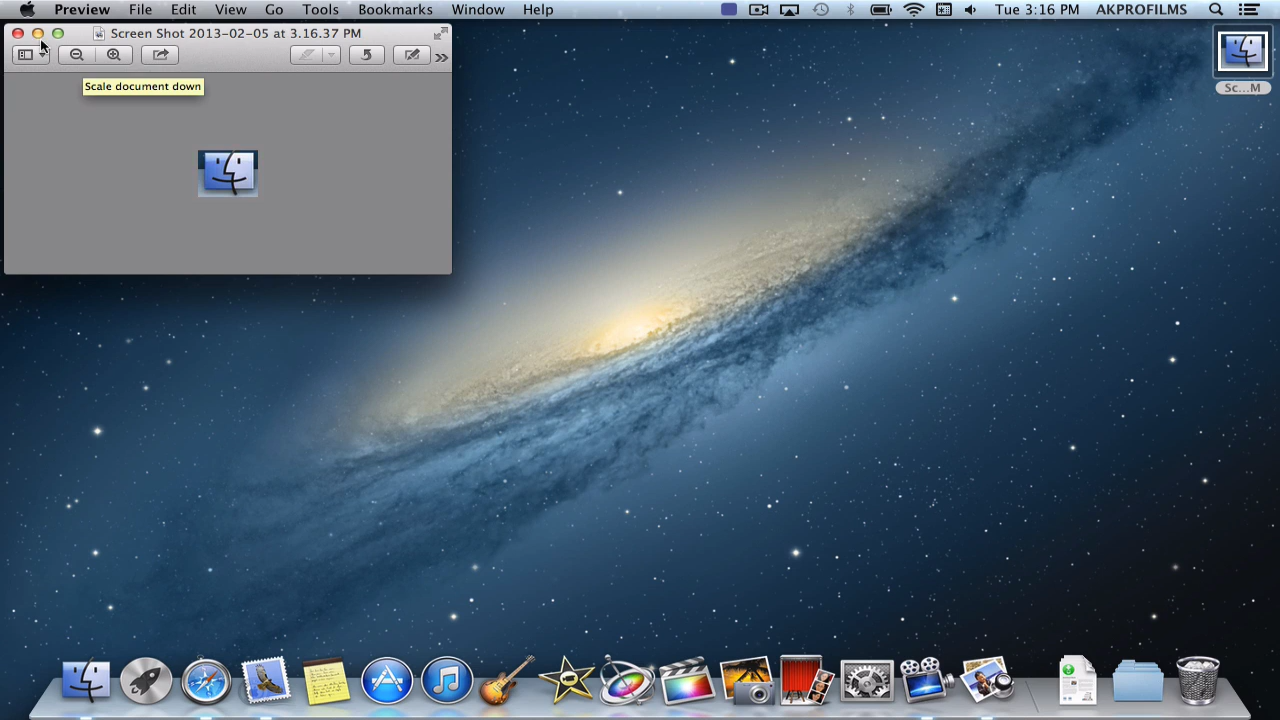 Preview File Edit View Go Tools Bookmarks Window Help Tue 3:16 PM AKPROFILMS
Screen Shot 2013-02-05 at 3.16.37 PM
Scale document down
Sc...M